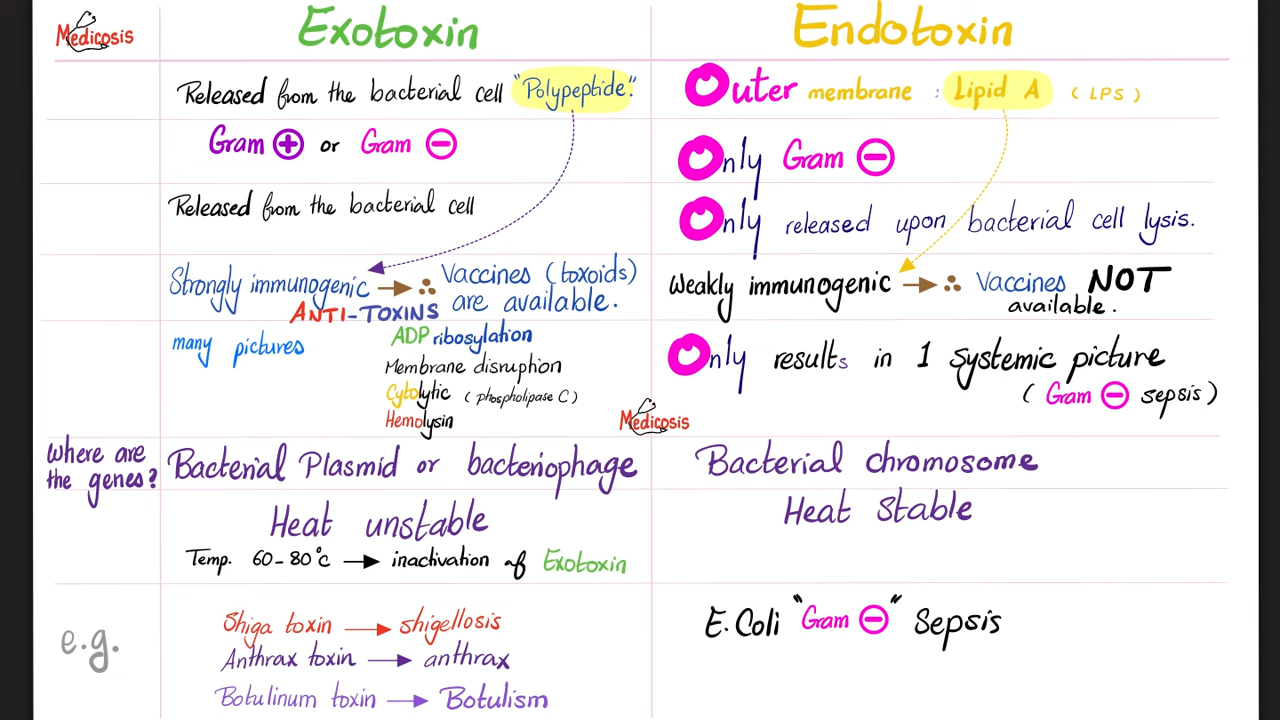 Medicosis
Exotoxin
Endotoxin
Released from the bacterial cell "Polypeptide".
Outer membrane : Lipid A ( LPS )
Gram + or Gram −
Only Gram −
Released from the bacterial cell
Only released upon bacterial cell lysis.
Strongly immunogenic → ∴ Vaccines (toxoids)
are available.
ANTI-TOXINS
Weakly immunogenic → ∴ Vaccines NOT
available.
many pictures
ADP ribosylation
Membrane disruption
Cytolytic ( phospholipase C )
Hemolysin
Only results in 1 systemic picture
( Gram − sepsis )
Medicosis
Where are
the genes?
Bacterial Plasmid or bacteriophage
Bacterial chromosome
Heat unstable
Temp. 60-80°C → inactivation of Exotoxin
Heat stable
e.g.
Shiga toxin → shigellosis
Anthrax toxin → anthrax
Botulinum toxin → Botulism
E. Coli "Gram −" Sepsis